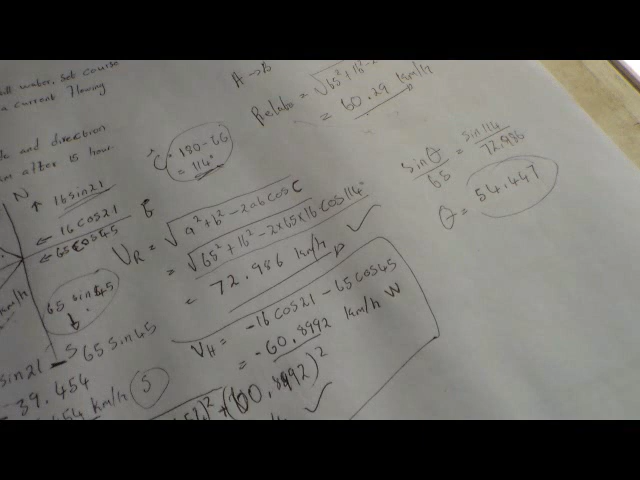 water, set course
a current flowing
and direction
after 15 hour
N
↑ 16 sin 21
← 16 cos 21
← 65 cos 45
65 sin 45
↓
km/h
sin 21 - 65 sin 45
39.454
km/h S
Ĉ = 180 - 66
= 114°
V_R = √a² + b² - 2ab cos C
= √65² + 16² - 2×65×16 cos 114°
= 72.986 km/h ✓
V_H = -16 cos 21 - 65 cos 45
= -60.8992 km/h W
)² + (60.8992)²
✓
A → B
= √65² + 16² - 2
= 60.29 km/h
sin θ / 65 = sin 114 / 72.986
θ = 54.447